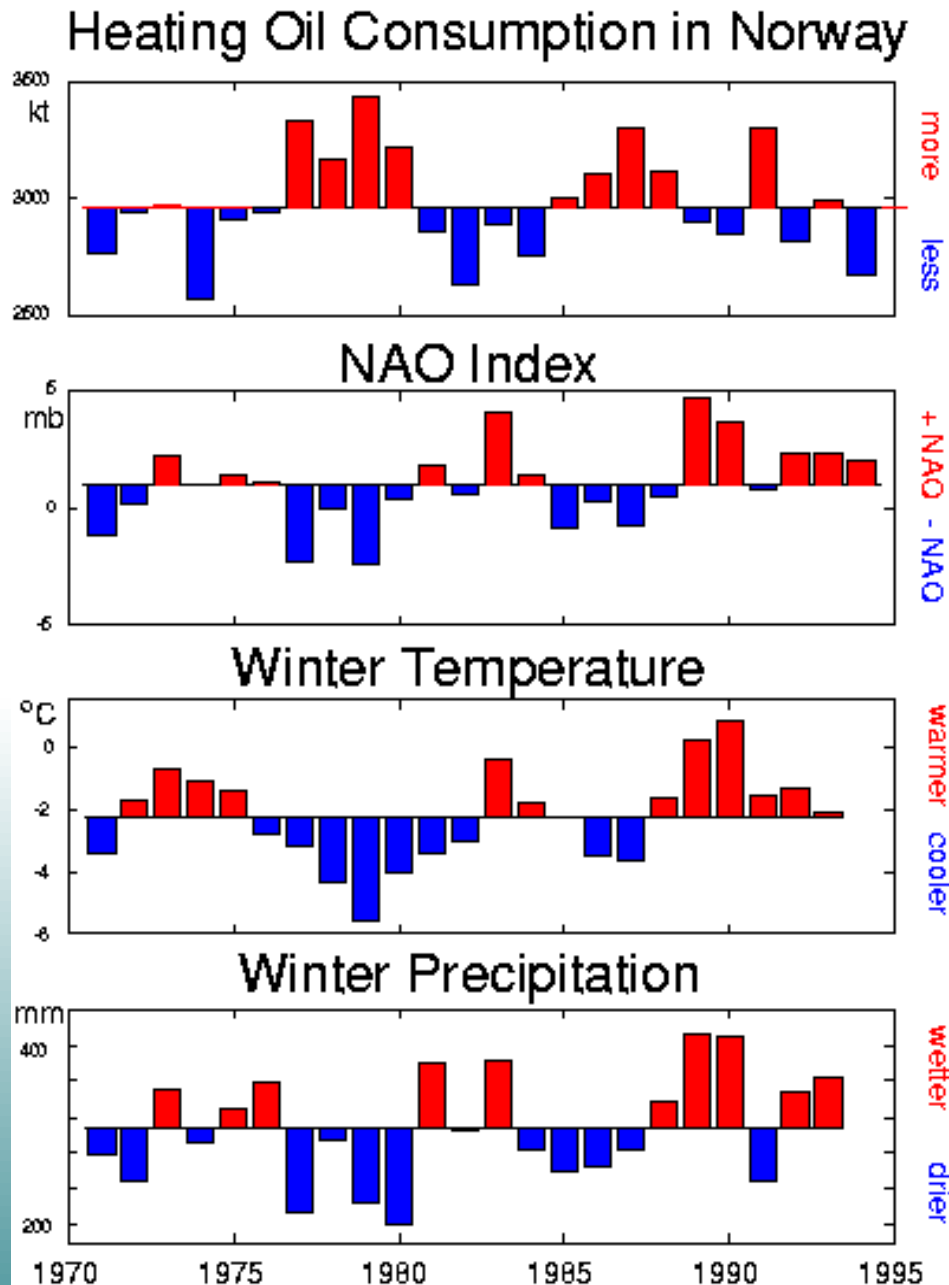 Heating Oil Consumption in Norway
3500
kt
3000
2500
more
less
NAO Index
5
mb
0
-5
+ NAO
- NAO
Winter Temperature
°C
0
-2
-4
-6
warmer
cooler
Winter Precipitation
mm
400
200
wetter
drier
1970 1975 1980 1985 1990 1995